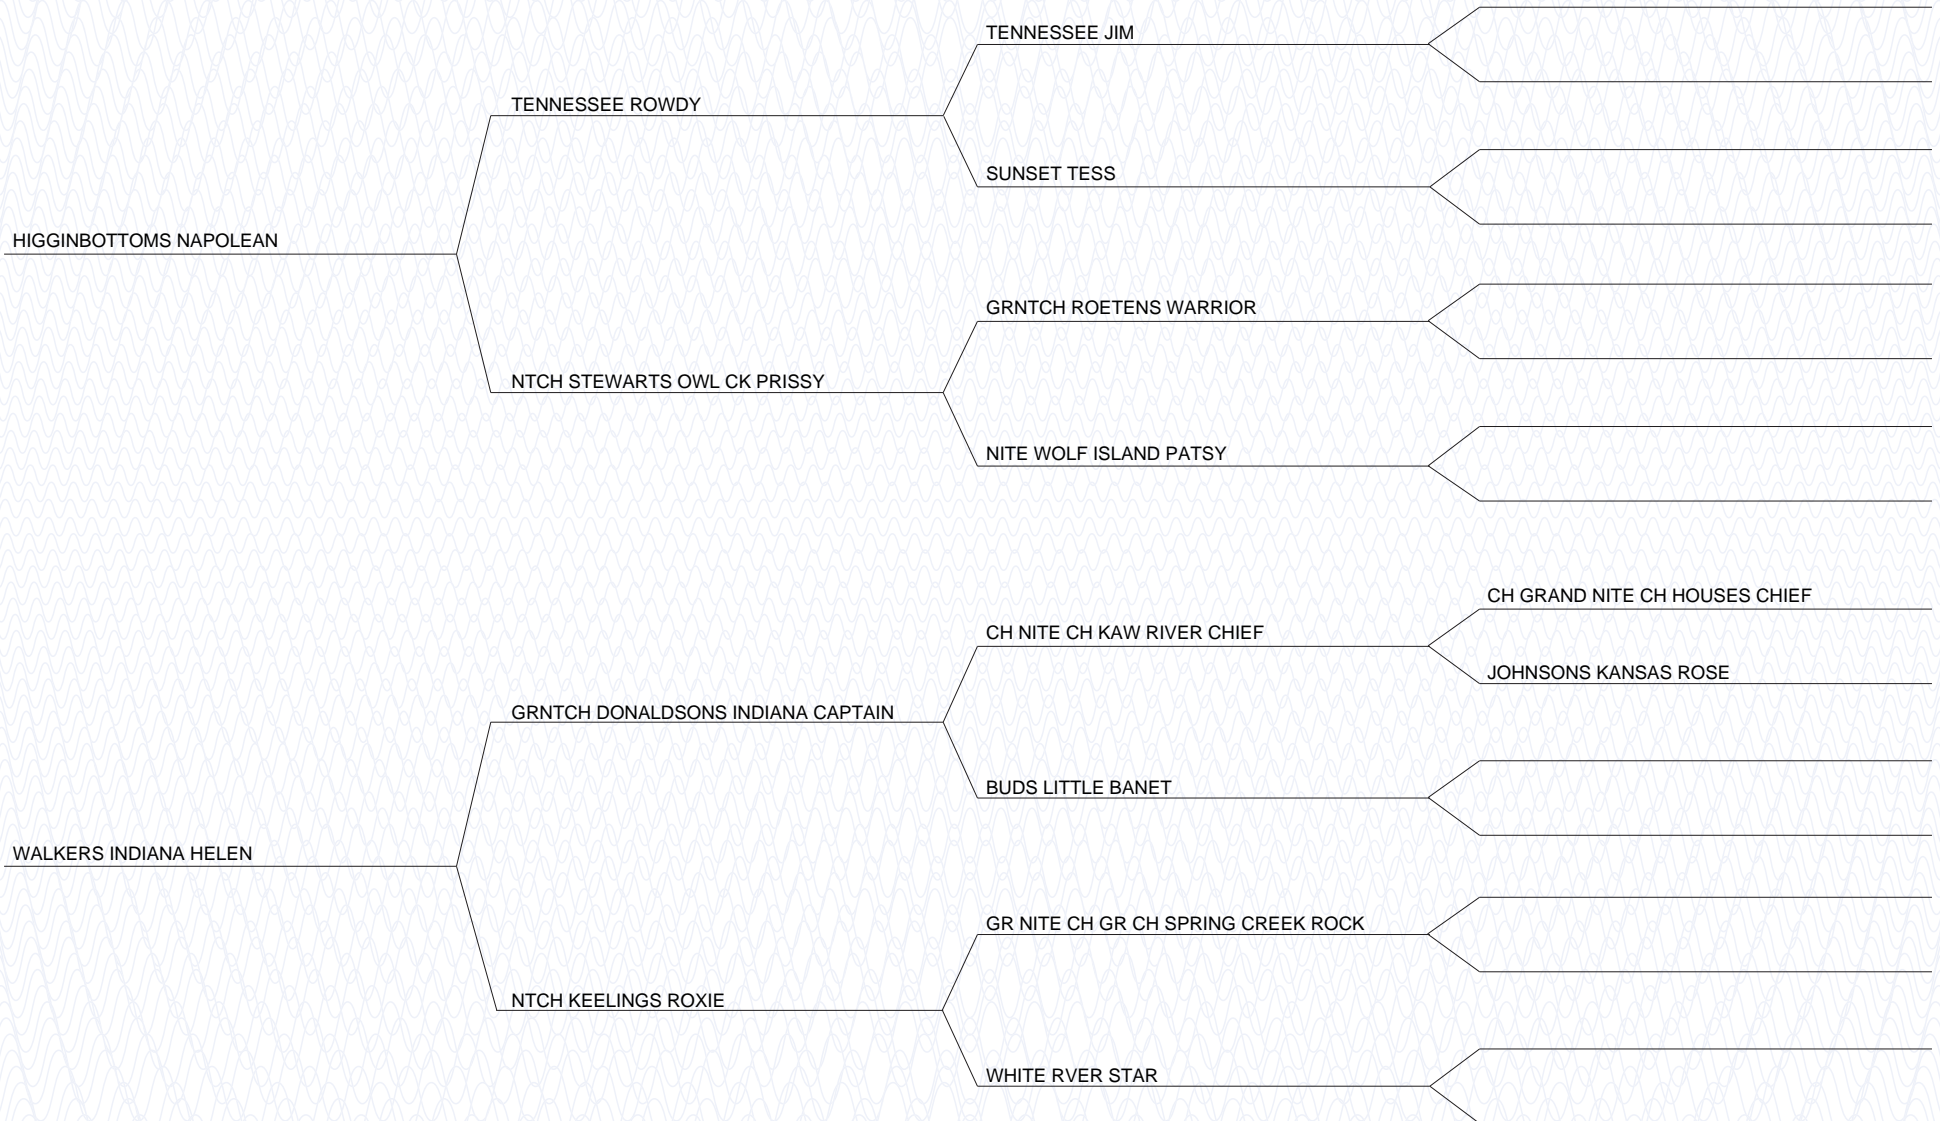 TENNESSEE JIM
TENNESSEE ROWDY
SUNSET TESS
HIGGINBOTTOMS NAPOLEAN
GRNTCH ROETENS WARRIOR
NTCH STEWARTS OWL CK PRISSY
NITE WOLF ISLAND PATSY
CH GRAND NITE CH HOUSES CHIEF
CH NITE CH KAW RIVER CHIEF
JOHNSONS KANSAS ROSE
GRNTCH DONALDSONS INDIANA CAPTAIN
BUDS LITTLE BANET
WALKERS INDIANA HELEN
GR NITE CH GR CH SPRING CREEK ROCK
NTCH KEELINGS ROXIE
WHITE RVER STAR